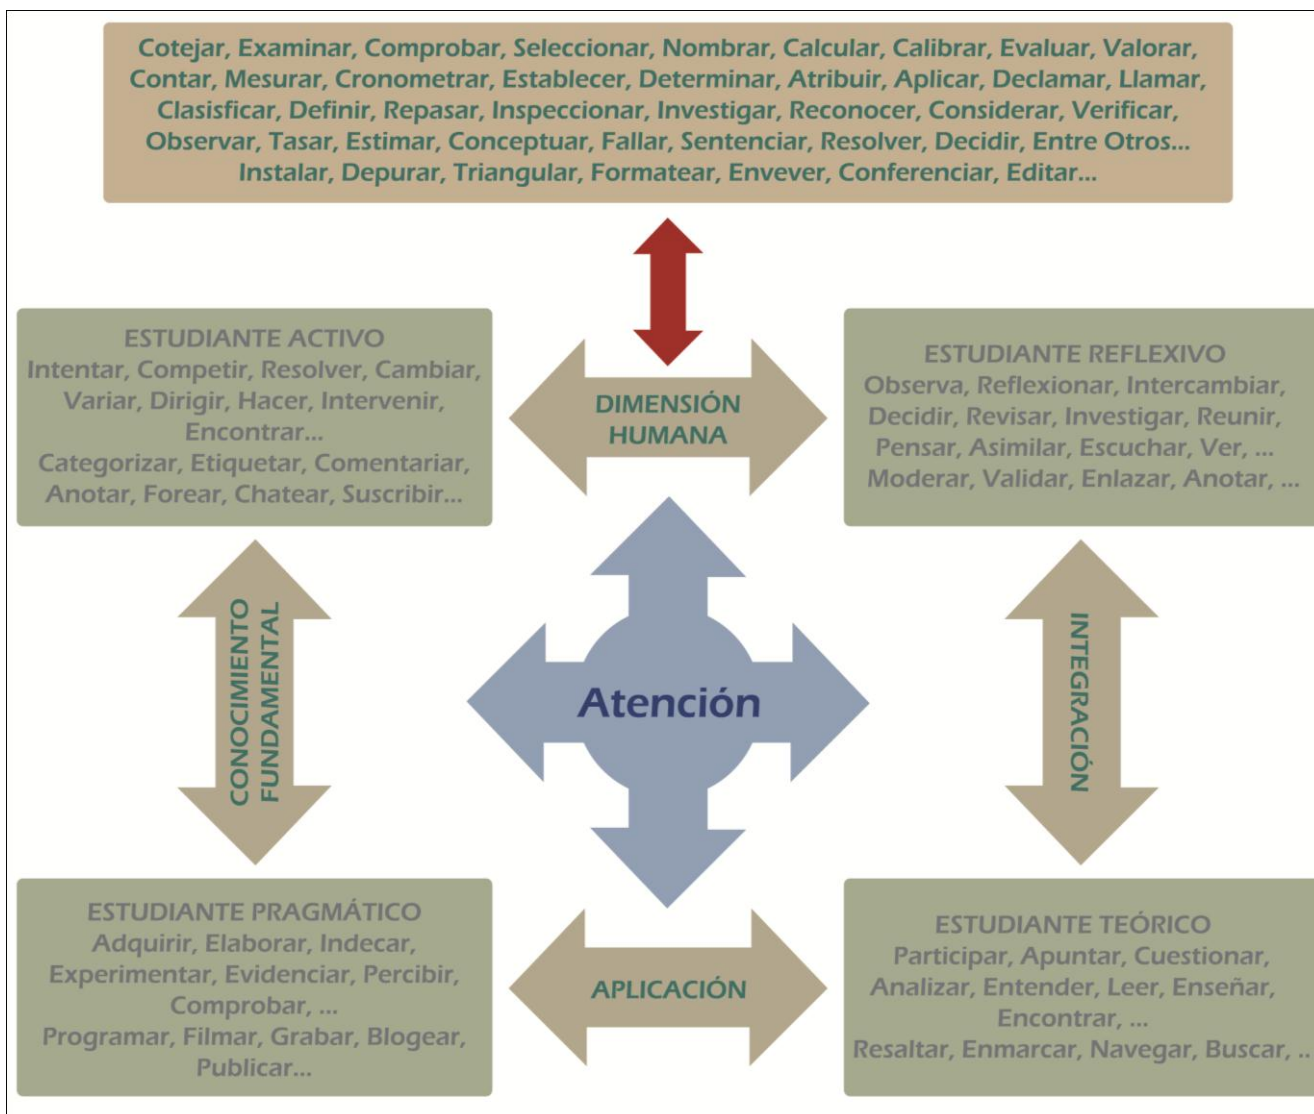 Cotejar, Examinar, Comprobar, Seleccionar, Nombrar, Calcular, Calibrar, Evaluar, Valorar,
Contar, Mesurar, Cronometrar, Establecer, Determinar, Atribuir, Aplicar, Declamar, Llamar,
Clasisficar, Definir, Repasar, Inspeccionar, Investigar, Reconocer, Considerar, Verificar,
Observar, Tasar, Estimar, Conceptuar, Fallar, Sentenciar, Resolver, Decidir, Entre Otros...
Instalar, Depurar, Triangular, Formatear, Envever, Conferenciar, Editar...
ESTUDIANTE ACTIVO
Intentar, Competir, Resolver, Cambiar,
Variar, Dirigir, Hacer, Intervenir,
Encontrar...
Categorizar, Etiquetar, Comentariar,
Anotar, Forear, Chatear, Suscribir...
DIMENSIÓN
HUMANA
ESTUDIANTE REFLEXIVO
Observa, Reflexionar, Intercambiar,
Decidir, Revisar, Investigar, Reunir,
Pensar, Asimilar, Escuchar, Ver, ...
Moderar, Validar, Enlazar, Anotar, ...
CONOCIMIENTO
FUNDAMENTAL
Atención
INTEGRACIÓN
ESTUDIANTE PRAGMÁTICO
Adquirir, Elaborar, Indecar,
Experimentar, Evidenciar, Percibir,
Comprobar, ...
Programar, Filmar, Grabar, Blogear,
Publicar...
APLICACIÓN
ESTUDIANTE TEÓRICO
Participar, Apuntar, Cuestionar,
Analizar, Entender, Leer, Enseñar,
Encontrar, ...
Resaltar, Enmarcar, Navegar, Buscar, ..